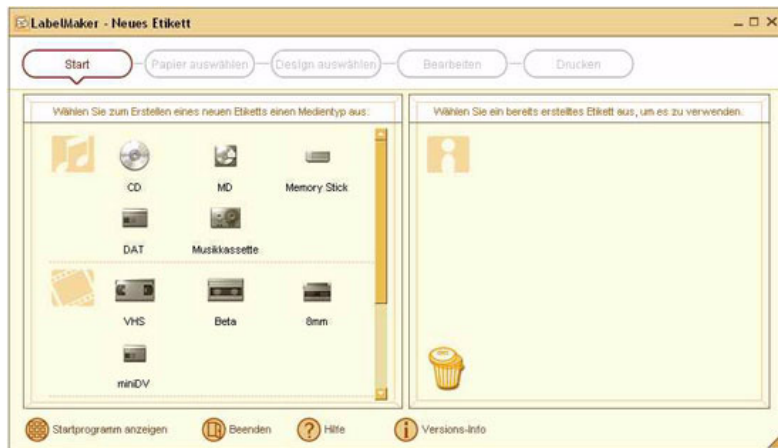 LabelMaker - Neues Etikett
Start
Papier auswählen
Design auswählen
Bearbeiten
Drucken
Wählen Sie zum Erstellen eines neuen Etiketts einen Medientyp aus:
Wählen Sie ein bereits erstelltes Etikett aus, um es zu verwenden.
CD
MD
Memory Stick
DAT
Musikkassette
VHS
Beta
8mm
miniDV
Startprogramm anzeigen
Beenden
Hilfe
Versions-Info